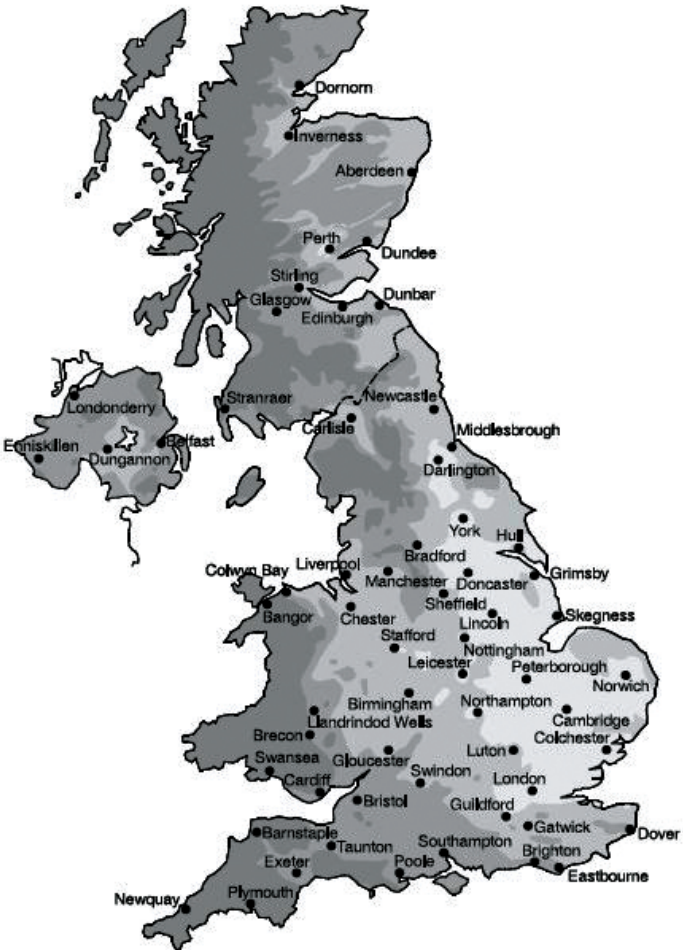 Dornorn
Inverness
Aberdeen
Perth
Dundee
Stirling
Dunbar
Glasgow
Edinburgh
Stranraer
Newcastle
Londonderry
Carlisle
Middlesbrough
Belfast
Enniskillen
Dungannon
Darlington
York
Hull
Bradford
Liverpool
Colwyn Bay
Manchester
Doncaster
Grimsby
Sheffield
Bangor
Chester
Lincoln
Skegness
Stafford
Nottingham
Leicester
Peterborough
Norwich
Birmingham
Northampton
Llandrindod Wells
Cambridge
Brecon
Colchester
Luton
Swansea
Gloucester
Swindon
London
Cardiff
Bristol
Guildford
Gatwick
Dover
Barnstaple
Taunton
Southampton
Brighton
Exeter
Poole
Eastbourne
Plymouth
Newquay